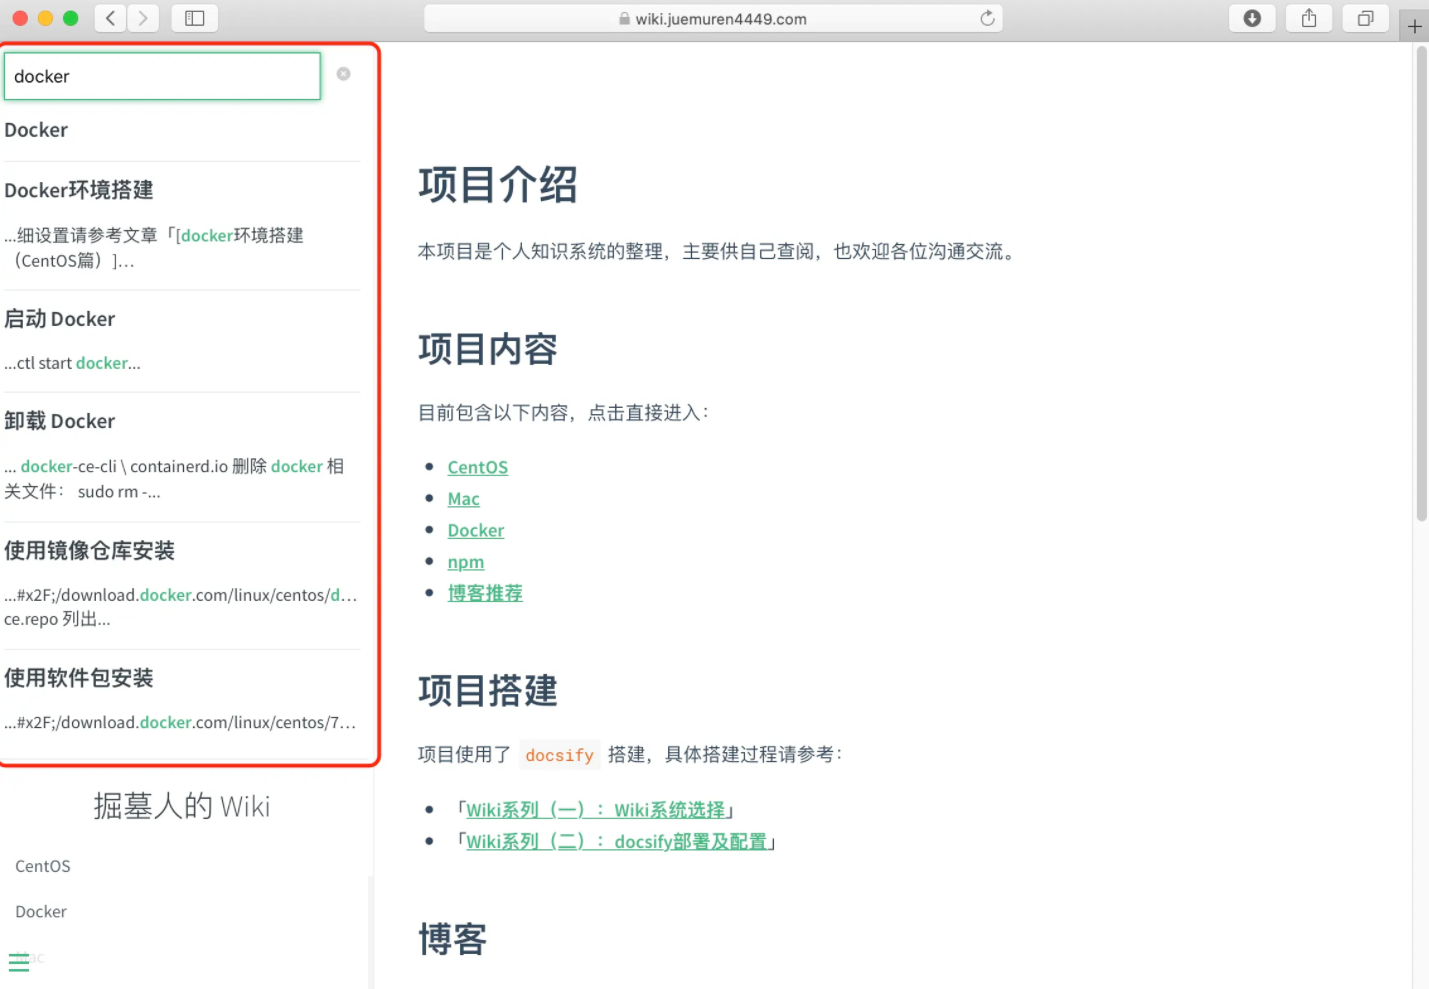 wiki.juemuren4449.com
docker
Docker
Docker环境搭建
...细设置请参考文章「[docker环境搭建
（CentOS篇）]...
启动 Docker
...ctl start docker...
卸载 Docker
... docker-ce-cli \ containerd.io 删除 docker 相
关文件： sudo rm -...
使用镜像仓库安装
...#x2F;/download.docker.com/linux/centos/d...
ce.repo 列出...
使用软件包安装
...#x2F;/download.docker.com/linux/centos/7...
掘墓人的 Wiki
CentOS
Docker
Mac
项目介绍
本项目是个人知识系统的整理，主要供自己查阅，也欢迎各位沟通交流。
项目内容
目前包含以下内容，点击直接进入：
CentOS
Mac
Docker
npm
博客推荐
项目搭建
项目使用了 docsify 搭建，具体搭建过程请参考：
「Wiki系列（一）：Wiki系统选择」
「Wiki系列（二）：docsify部署及配置」
博客